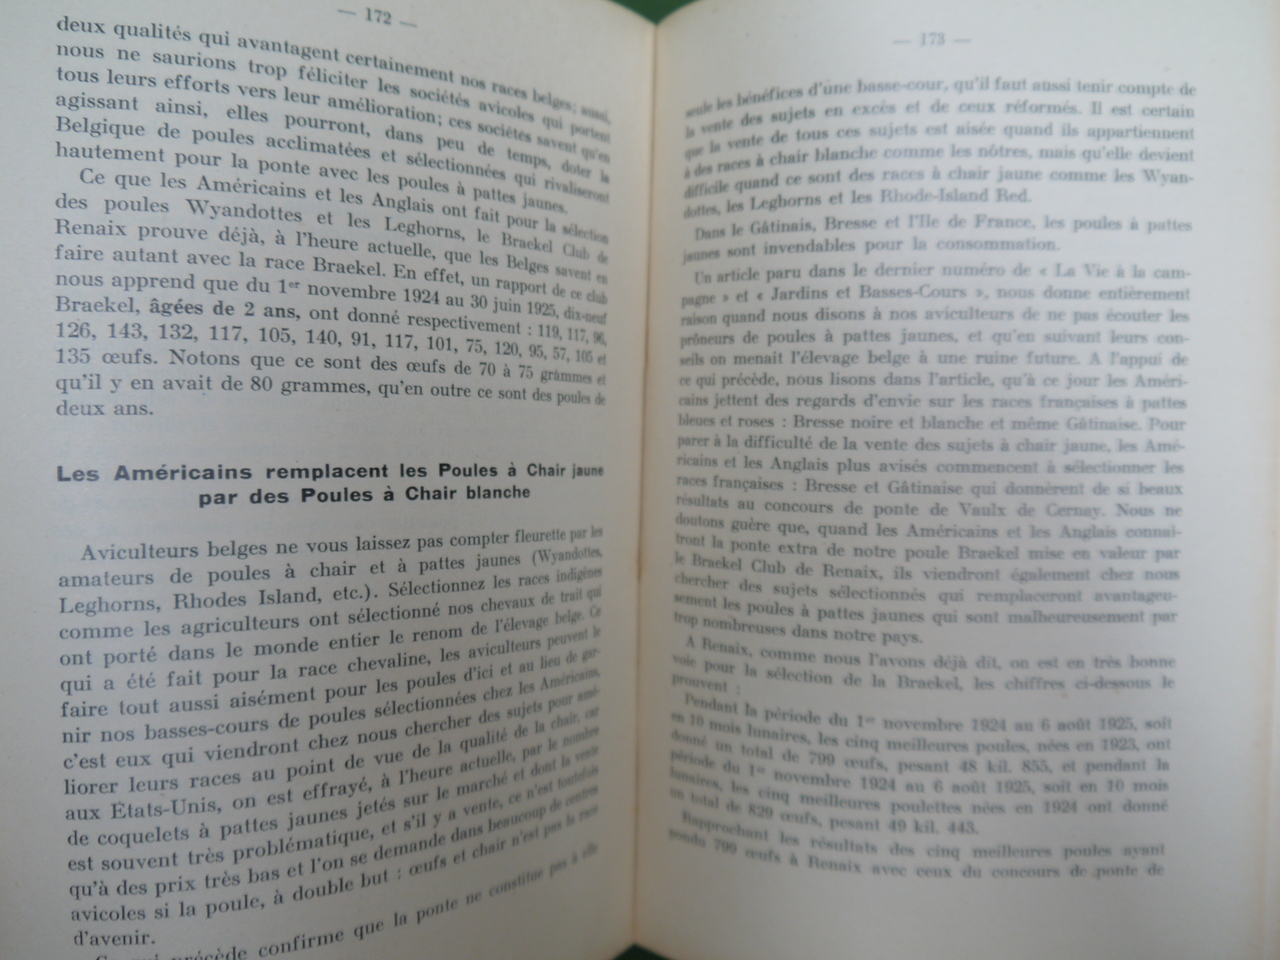 — 172 —
deux qualités qui avantagent certainement nos races belges; aussi,
nous ne saurions trop féliciter les sociétés avicoles qui portent
tous leurs efforts vers leur amélioration; ces sociétés savent qu'en
agissant ainsi, elles pourront, dans peu de temps, doter la
Belgique de poules acclimatées et sélectionnées qui rivaliseront
hautement pour la ponte avec les poules à pattes jaunes.
Ce que les Américains et les Anglais ont fait pour la sélection
des poules Wyandottes et les Leghorns, le Braekel Club de
Renaix prouve déjà, à l'heure actuelle, que les Belges savent en
faire autant avec la race Braekel. En effet, un rapport de ce club
nous apprend que du 1er novembre 1924 au 30 juin 1925, dix-neuf
Braekel, âgées de 2 ans, ont donné respectivement : 119, 117, 96,
126, 143, 132, 117, 105, 140, 91, 117, 101, 75, 120, 95, 57, 105 et
135 œufs. Notons que ce sont des œufs de 70 à 75 grammes et
qu'il y en avait de 80 grammes, qu'en outre ce sont des poules de
deux ans.
Les Américains remplacent les Poules à Chair jaune
par des Poules à Chair blanche
Aviculteurs belges ne vous laissez pas compter fleurette par les
amateurs de poules à chair et à pattes jaunes (Wyandottes,
Leghorns, Rhodes Island, etc.). Sélectionnez les races indigènes
comme les agriculteurs ont sélectionné nos chevaux de trait qui
ont porté dans le monde entier le renom de l'élevage belge. Ce
qui a été fait pour la race chevaline, les aviculteurs peuvent le
faire tout aussi aisément pour les poules d'ici et au lieu de gar-
nir nos basses-cours de poules sélectionnées chez les Américains,
c'est eux qui viendront chez nous chercher des sujets pour amé-
liorer leurs races au point de vue de la qualité de la chair, car
aux Etats-Unis, on est effrayé, à l'heure actuelle, par le nombre
de coquelets à pattes jaunes jetés sur le marché et dont la vente
est souvent très problématique, et s'il y a vente, ce n'est toutefois
qu'à des prix très bas et l'on se demande dans beaucoup de centres
avicoles si la poule, à double but : œufs et chair n'est pas la race
d'avenir.
Ce qui précède confirme que la ponte ne constitue pas à elle
— 173 —
seule les bénéfices d'une basse-cour, qu'il faut aussi tenir compte de
la vente des sujets en excès et de ceux réformés. Il est certain
que la vente de tous ces sujets est aisée quand ils appartiennent
à des races à chair blanche comme les nôtres, mais qu'elle devient
difficile quand ce sont des races à chair jaune comme les Wyan-
dottes, les Leghorns et les Rhode-Island Red.
Dans le Gâtinais, Bresse et l'Ile de France, les poules à pattes
jaunes sont invendables pour la consommation.
Un article paru dans le dernier numéro de « La Vie à la cam-
pagne » et « Jardins et Basses-Cours », nous donne entièrement
raison quand nous disons à nos aviculteurs de ne pas écouter les
prôneurs de poules à pattes jaunes, et qu'en suivant leurs con-
seils on menait l'élevage belge à une ruine future. A l'appui de
ce qui précède, nous lisons dans l'article, qu'à ce jour les Améri-
cains jettent des regards d'envie sur les races françaises à pattes
bleues et roses : Bresse noire et blanche et même Gâtinaise. Pour
parer à la difficulté de la vente des sujets à chair jaune, les Amé-
ricains et les Anglais plus avisés commencent à sélectionner les
races françaises : Bresse et Gâtinaise qui donnèrent de si beaux
résultats au concours de ponte de Vaulx de Cernay. Nous ne
doutons guère que, quand les Américains et les Anglais connai-
tront la ponte extra de notre poule Braekel mise en valeur par
le Braekel Club de Renaix, ils viendront également chez nous
chercher des sujets sélectionnés qui remplaceront avantageu-
sement les poules à pattes jaunes qui sont malheureusement par
trop nombreuses dans notre pays.
A Renaix, comme nous l'avons déjà dit, on est en très bonne
voie pour la sélection de la Braekel, les chiffres ci-dessous le
prouvent :
Pendant la période du 1er novembre 1924 au 6 août 1925, soit
en 10 mois lunaires, les cinq meilleures poules, nées en 1923, ont
donné un total de 799 œufs, pesant 48 kil. 855, et pendant la
période du 1er novembre 1924 au 6 août 1925, soit en 10 mois
lunaires, les cinq meilleures poulettes nées en 1924 ont donné
un total de 829 œufs, pesant 49 kil. 443.
Rapprochant les résultats des cinq meilleures poules ayant
pondu 799 œufs à Renaix avec ceux du concours de ponte de